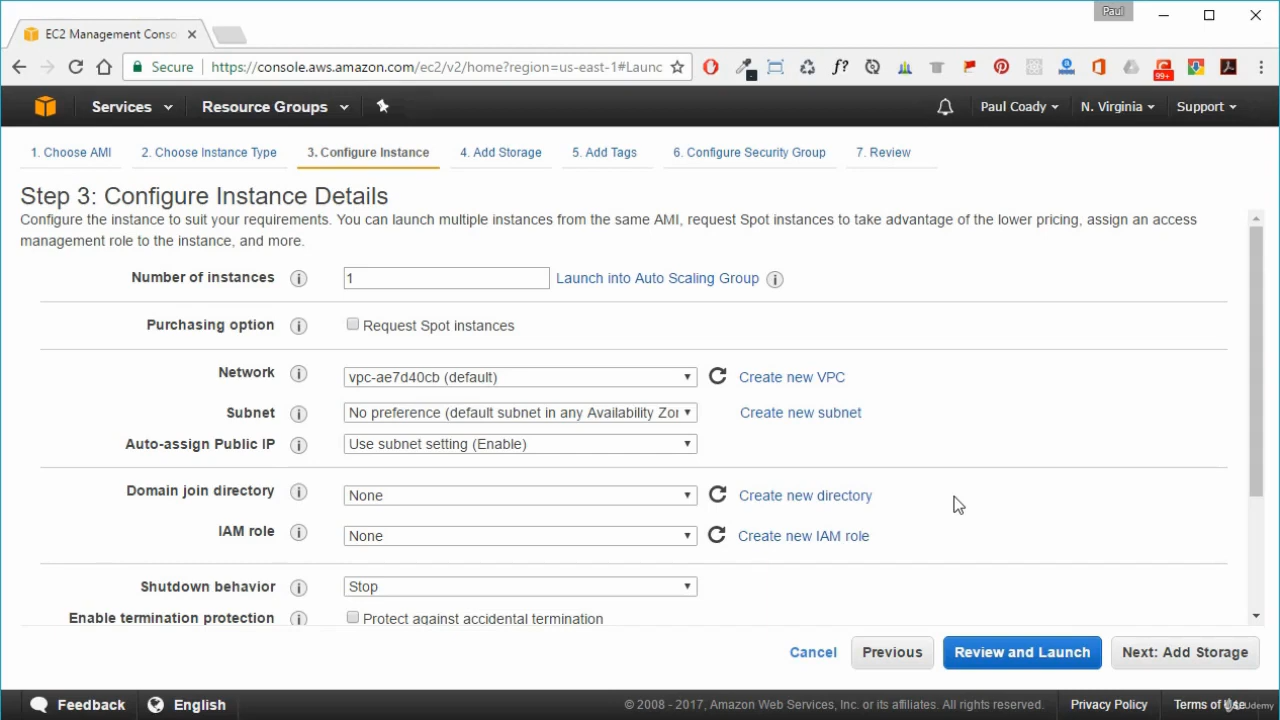 Paul
EC2 Management Conso
Secure https://console.aws.amazon.com/ec2/v2/home?region=us-east-1#Launc
f?
99+
Services Resource Groups Paul Coady N. Virginia Support
1. Choose AMI 2. Choose Instance Type 3. Configure Instance 4. Add Storage 5. Add Tags 6. Configure Security Group 7. Review
Step 3: Configure Instance Details
Configure the instance to suit your requirements. You can launch multiple instances from the same AMI, request Spot instances to take advantage of the lower pricing, assign an access
management role to the instance, and more.
Number of instances i 1 Launch into Auto Scaling Group i
Purchasing option i Request Spot instances
Network i vpc-ae7d40cb (default) Create new VPC
Subnet i No preference (default subnet in any Availability Zor Create new subnet
Auto-assign Public IP i Use subnet setting (Enable)
Domain join directory i None Create new directory
IAM role i None Create new IAM role
Shutdown behavior i Stop
Enable termination protection i Protect against accidental termination
Cancel Previous Review and Launch Next: Add Storage
Feedback English © 2008 - 2017, Amazon Web Services, Inc. or its affiliates. All rights reserved. Privacy Policy Terms of Use
Udemy